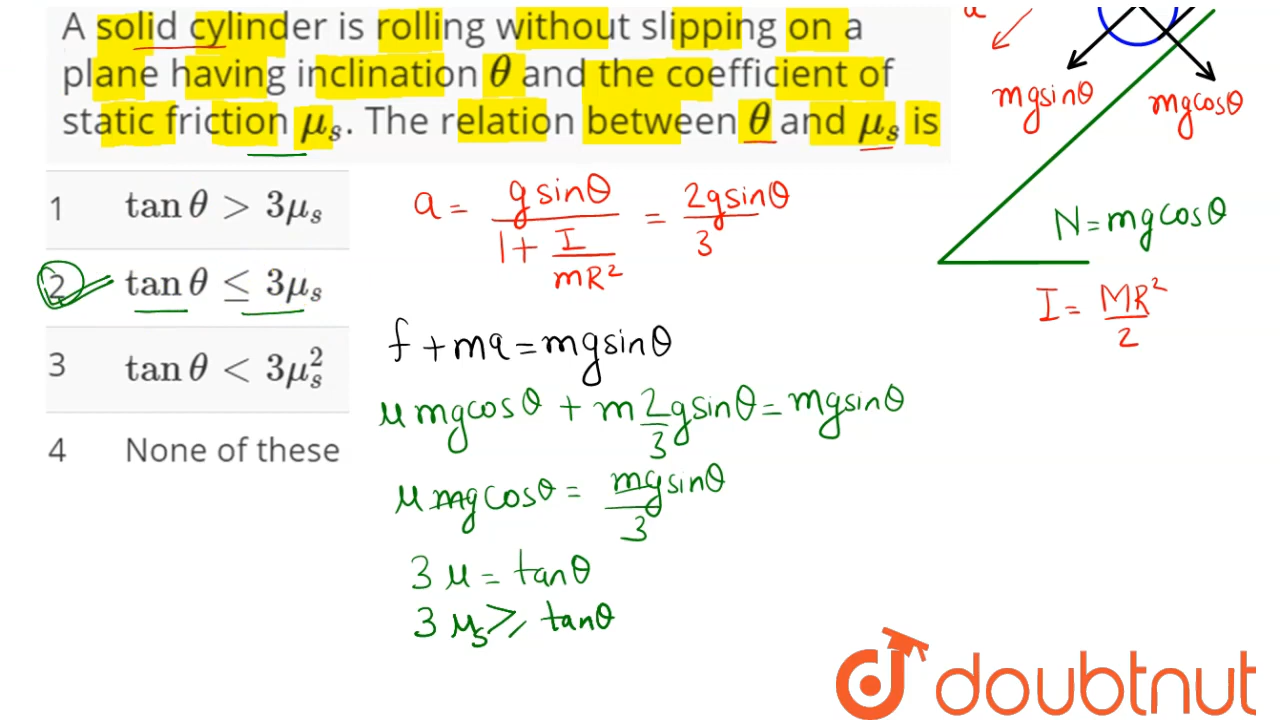 A solid cylinder is rolling without slipping on a
plane having inclination θ and the coefficient of
static friction μₛ. The relation between θ and μₛ is
1 tan θ > 3μₛ
2 tan θ ≤ 3μₛ
3 tan θ < 3μₛ²
4 None of these
a = g sinθ / (1 + I/mR²) = 2g sinθ / 3
f + ma = mg sinθ
μ mg cosθ + m 2/3 g sinθ = mg sinθ
μ mg cosθ = mg sinθ / 3
3 μ = tanθ
3 μₛ ≥ tanθ
a
mg sinθ
mg cosθ
N = mg cosθ
I = MR² / 2
doubtnut